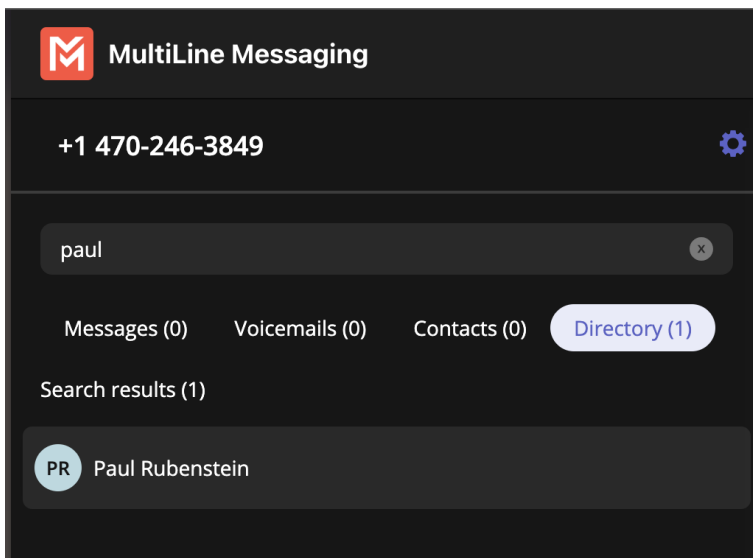 MultiLine Messaging
+1 470-246-3849
paul
x
Messages (0) Voicemails (0) Contacts (0) Directory (1)
Search results (1)
PR Paul Rubenstein